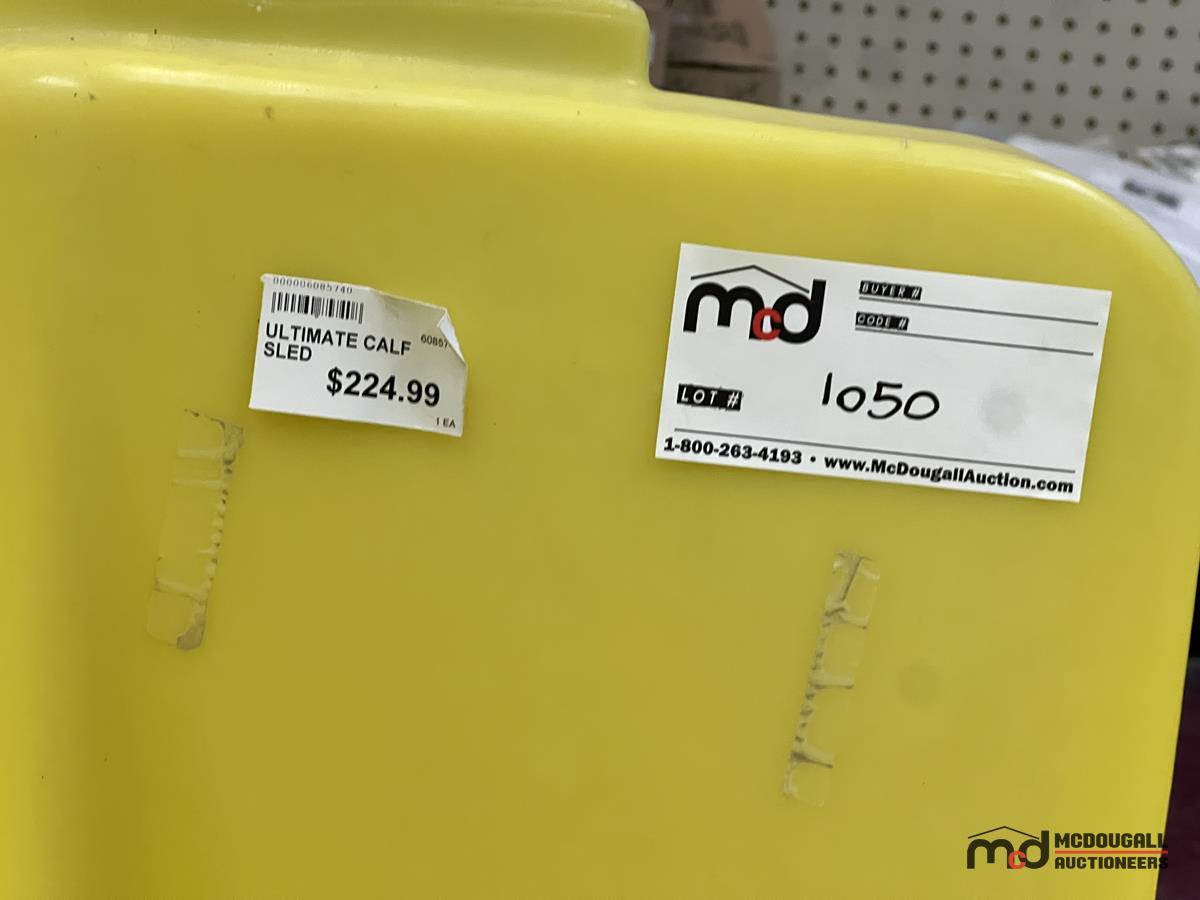 000006085740
ULTIMATE CALF
SLED
$224.99
1 EA
mcd
BUYER #
CODE #
LOT # 1050
1-800-263-4193 • www.McDougallAuction.com
mcd MCDOUGALL
AUCTIONEERS